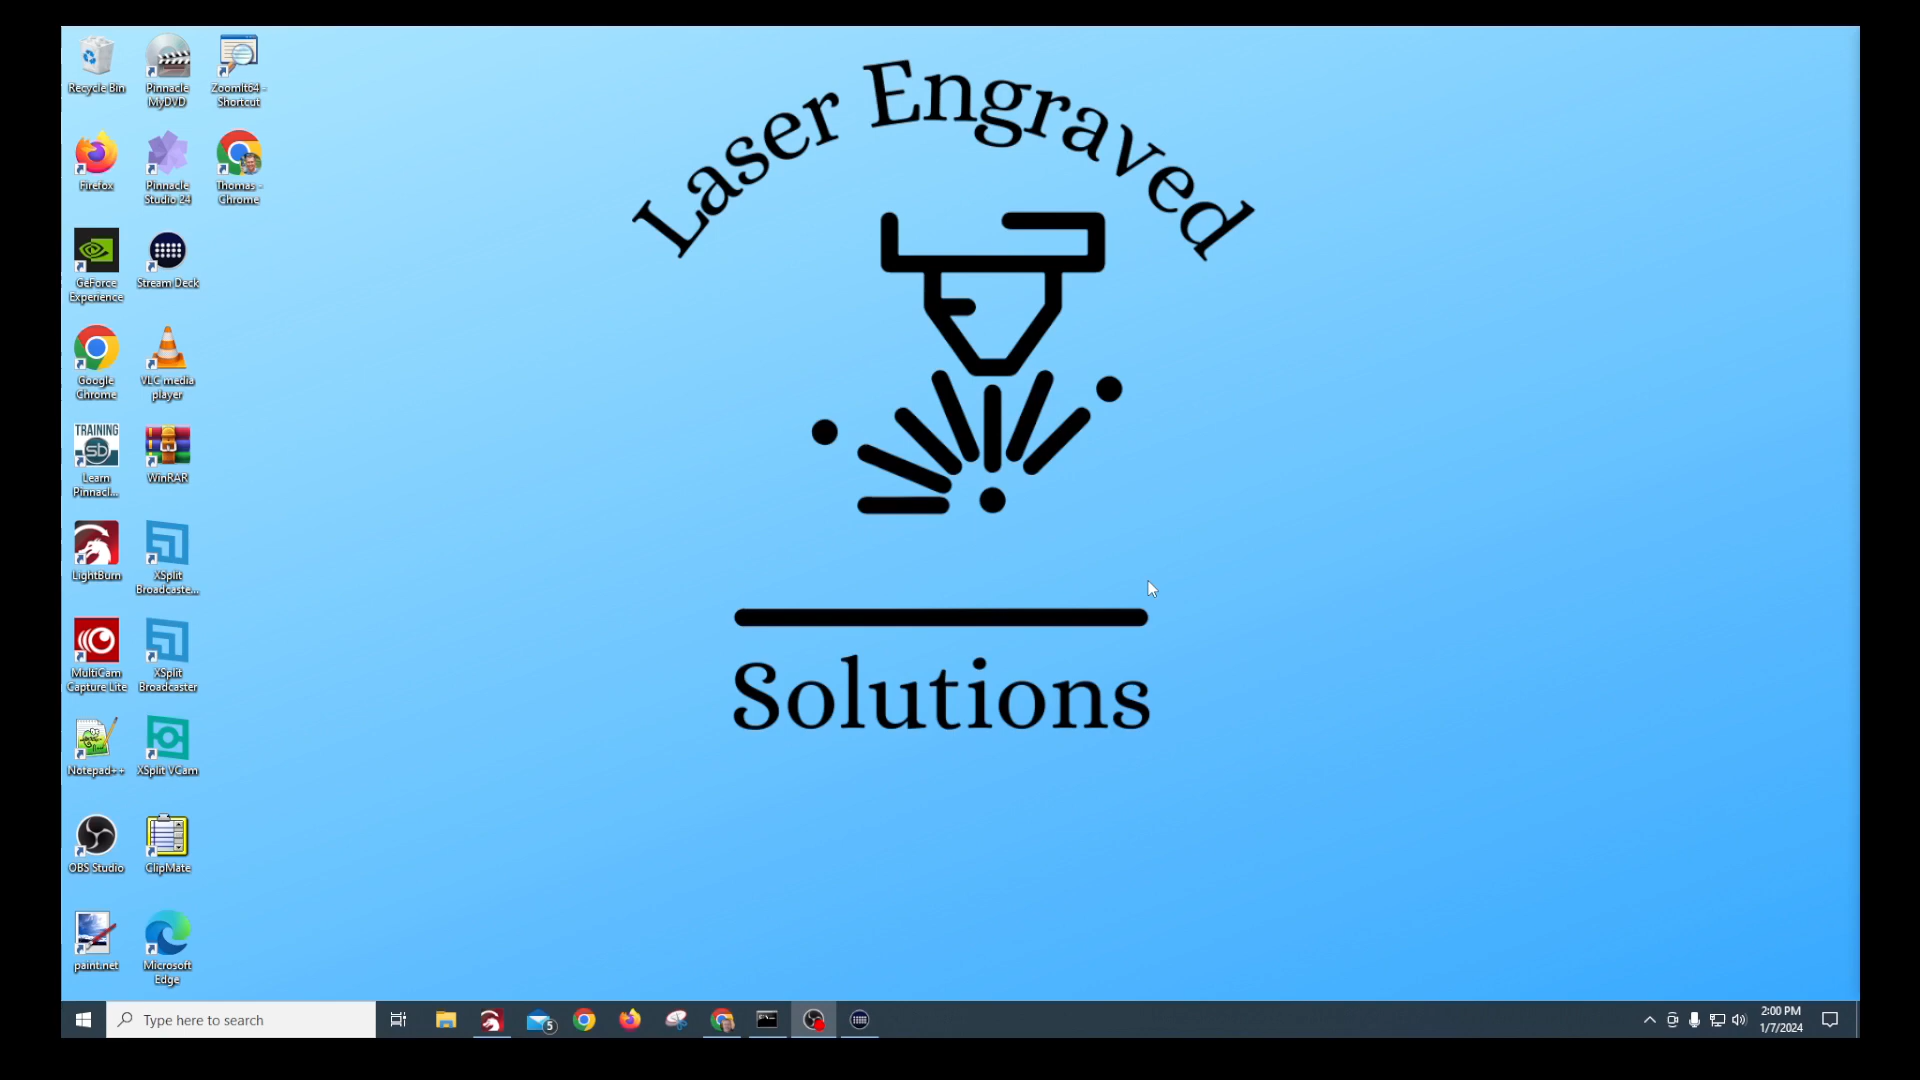 Laser Engraved
Solutions
Recycle Bin
Pinnacle
MyDVD
ZoomIt64 -
Shortcut
Firefox
Pinnacle
Studio 24
Thomas -
Chrome
GeForce
Experience
Stream Deck
Google
Chrome
VLC media
player
TRAINING
sb
Learn
Pinnacl...
WinRAR
LightBurn
XSplit
Broadcaste...
MultiCam
Capture Lite
XSplit
Broadcaster
Notepad++
XSplit VCam
OBS Studio
ClipMate
paint.net
Microsoft
Edge
Type here to search
5
2:00 PM
1/7/2024